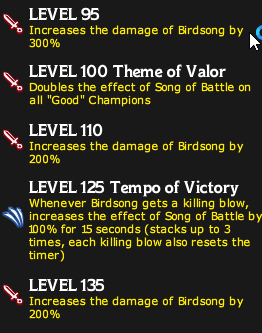 LEVEL 95
Increases the damage of Birdsong by
300%
LEVEL 100 Theme of Valor
Doubles the effect of Song of Battle on
all "Good" Champions
LEVEL 110
Increases the damage of Birdsong by
200%
LEVEL 125 Tempo of Victory
Whenever Birdsong gets a killing blow,
increases the effect of Song of Battle by
100% for 15 seconds (stacks up to 3
times, each killing blow also resets the
timer)
LEVEL 135
Increases the damage of Birdsong by
200%